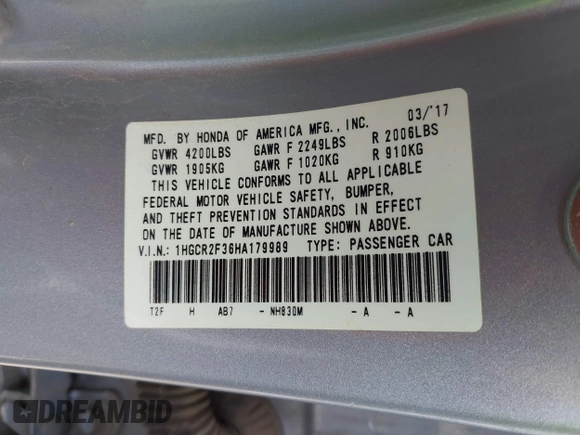 03/'17
MFD. BY HONDA OF AMERICA MFG., INC.
GVWR 4200LBS GAWR F 2249LBS R 2006LBS
GVWR 1905KG GAWR F 1020KG R 910KG
THIS VEHICLE CONFORMS TO ALL APPLICABLE
FEDERAL MOTOR VEHICLE SAFETY, BUMPER,
AND THEFT PREVENTION STANDARDS IN EFFECT
ON THE DATE OF MANUFACTURE SHOWN ABOVE.
V.I.N.: 1HGCR2F36HA179989 TYPE: PASSENGER CAR
T2F H AB7 - NH830M - A - A
DREAMBID